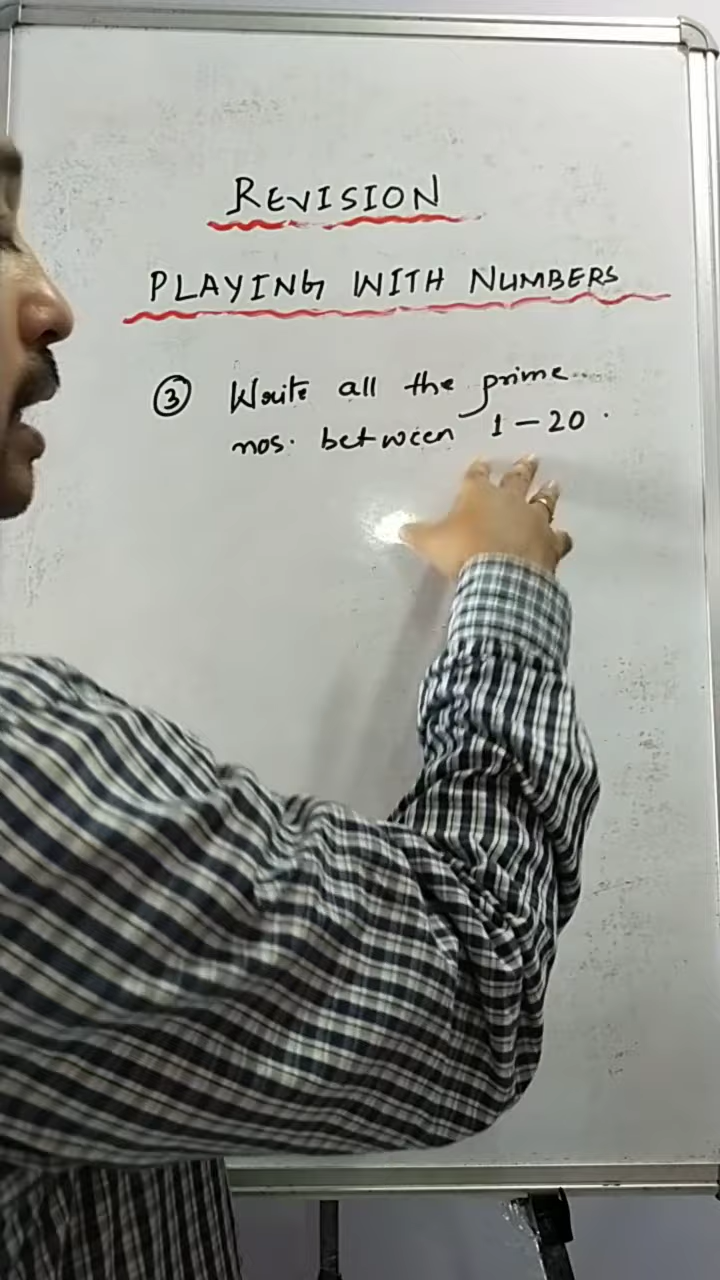 REVISION
PLAYING WITH NUMBERS
③ Write all the prime
nos. between 1-20.